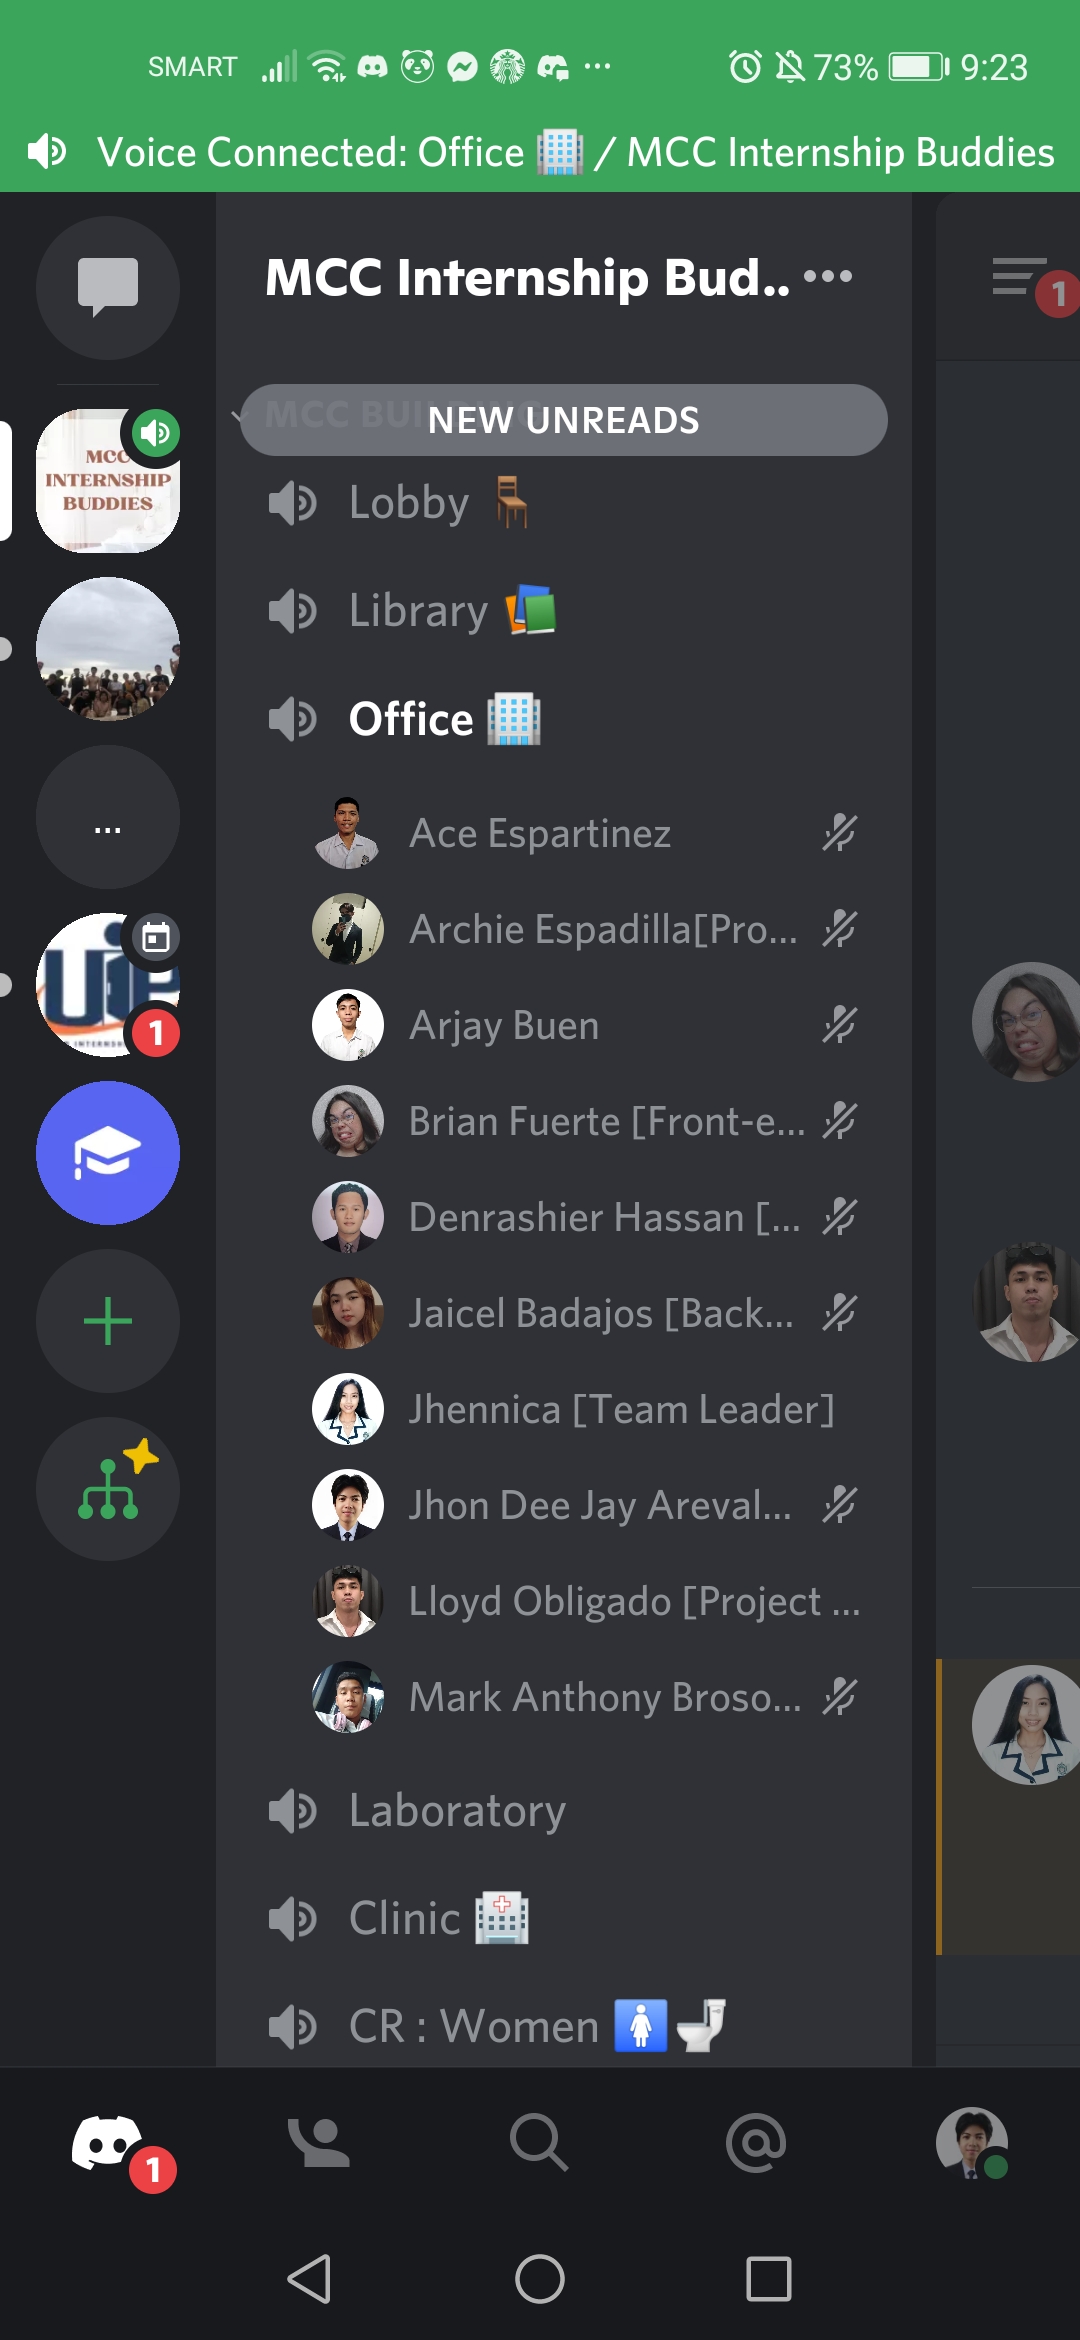 SMART
73%
9:23
Voice Connected: Office 🏢 / MCC Internship Buddies
MCC Internship Bud..
1
MCC BUILDING
NEW UNREADS
MCC
INTERNSHIP
BUDDIES
Lobby 🪑
Library 📚
Office 🏢
...
Ace Espartinez
Archie Espadilla[Pro...
UIP
1
Arjay Buen
Brian Fuerte [Front-e...
Denrashier Hassan [...
Jaicel Badajos [Back...
Jhennica [Team Leader]
Jhon Dee Jay Areval...
Lloyd Obligado [Project ...
Mark Anthony Broso...
Laboratory
Clinic 🏥
CR : Women 🚺🚽
1